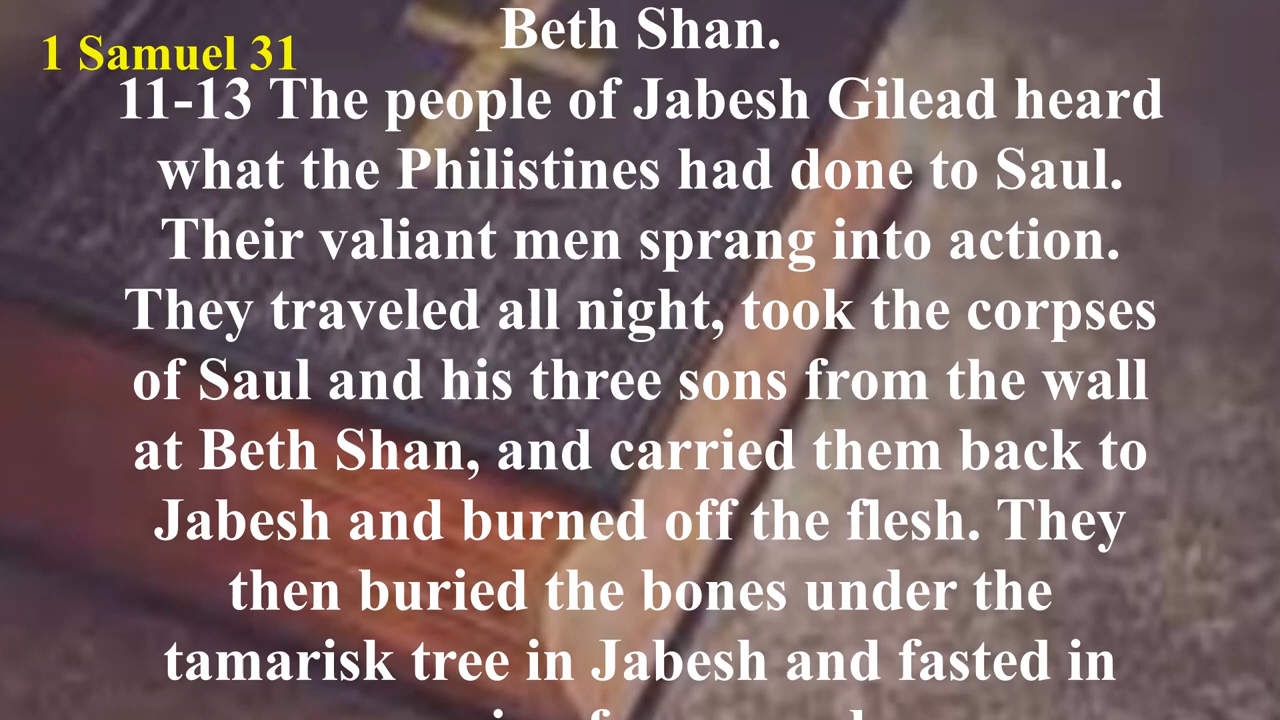 Beth Shan.
1 Samuel 31
11-13 The people of Jabesh Gilead heard
what the Philistines had done to Saul.
Their valiant men sprang into action.
They traveled all night, took the corpses
of Saul and his three sons from the wall
at Beth Shan, and carried them back to
Jabesh and burned off the flesh. They
then buried the bones under the
tamarisk tree in Jabesh and fasted in